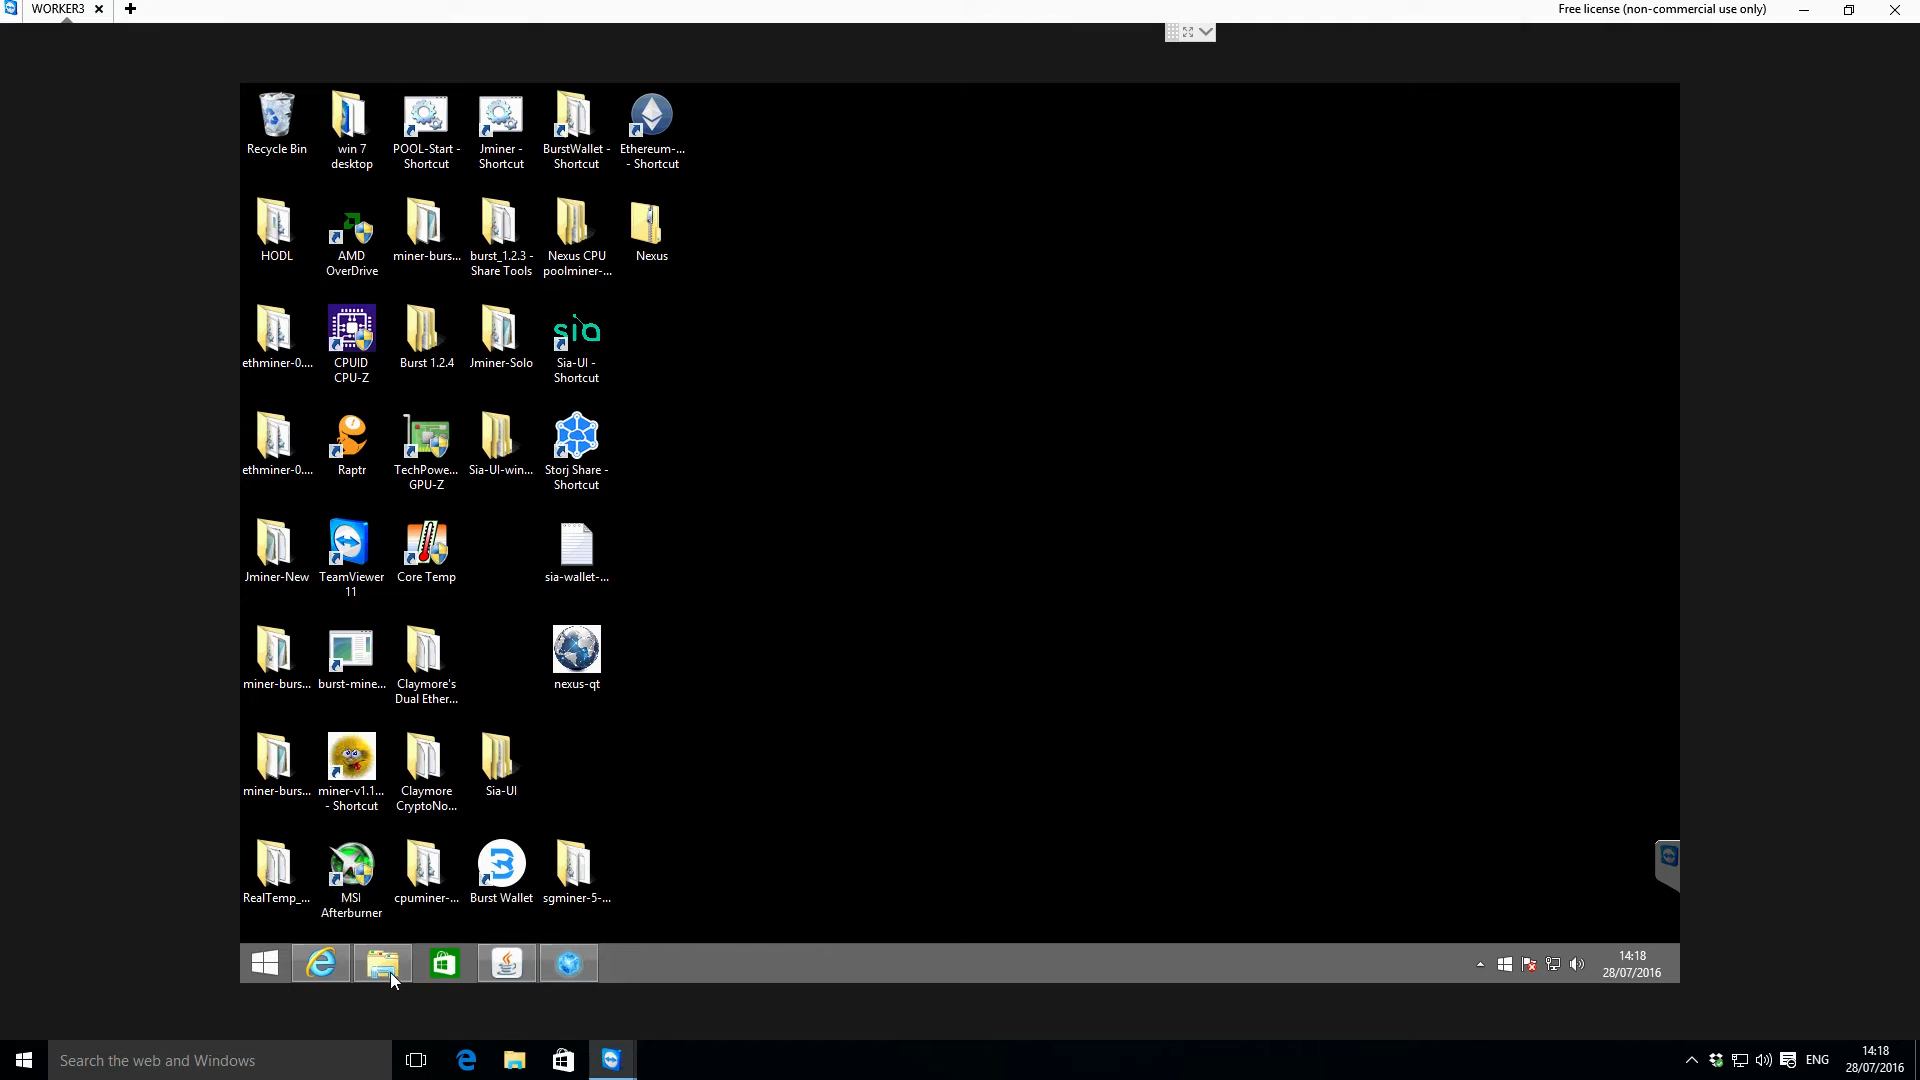 WORKER3
Free license (non-commercial use only)
Recycle Bin
win 7
desktop
POOL-Start -
Shortcut
Jminer -
Shortcut
BurstWallet -
Shortcut
Ethereum-...
- Shortcut
HODL
AMD
OverDrive
miner-burs...
burst_1.2.3 -
Share Tools
Nexus CPU
poolminer-...
Nexus
ethminer-0....
CPUID
CPU-Z
Burst 1.2.4
Jminer-Solo
sia
Sia-UI -
Shortcut
ethminer-0....
Raptr
TechPowe...
GPU-Z
Sia-UI-win...
Storj Share -
Shortcut
Jminer-New
TeamViewer
11
Core Temp
sia-wallet-...
miner-burs...
burst-mine...
Claymore's
Dual Ether...
nexus-qt
miner-burs...
miner-v1.1...
- Shortcut
Claymore
CryptoNo...
Sia-UI
RealTemp_...
MSI
Afterburner
cpuminer-...
Burst Wallet
sgminer-5-...
14:18
28/07/2016
Search the web and Windows
ENG
14:18
28/07/2016